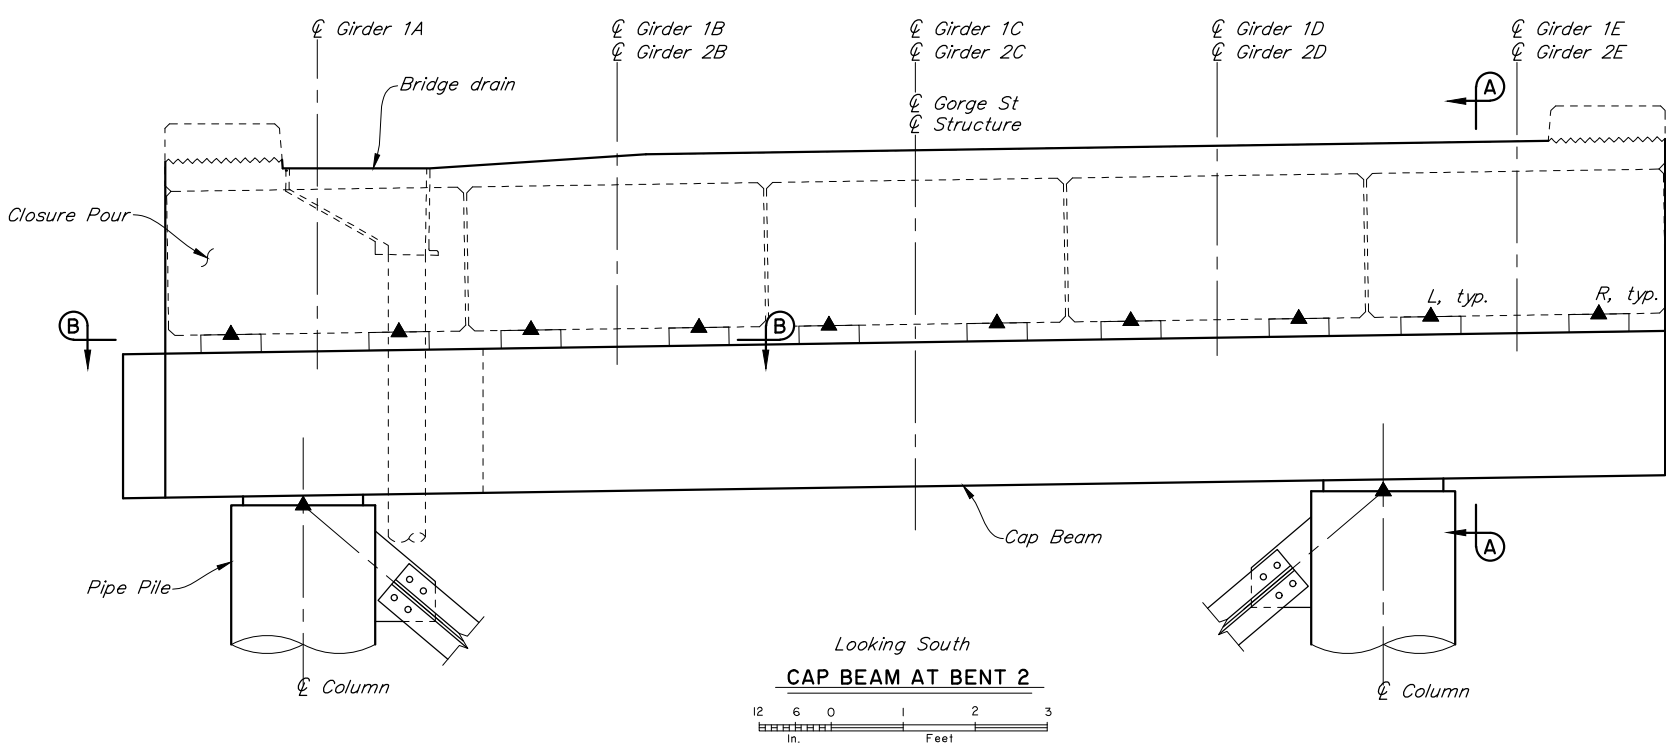 ℄ Girder 1A
℄ Girder 1B
℄ Girder 2B
℄ Girder 1C
℄ Girder 2C
℄ Girder 1D
℄ Girder 2D
℄ Girder 1E
℄ Girder 2E
Bridge drain
℄ Gorge St
℄ Structure
A
Closure Pour
L, typ.
R, typ.
B
B
Cap Beam
A
Pipe Pile
℄ Column
℄ Column
Looking South
CAP BEAM AT BENT 2
12 6 0 1 2 3
In. Feet